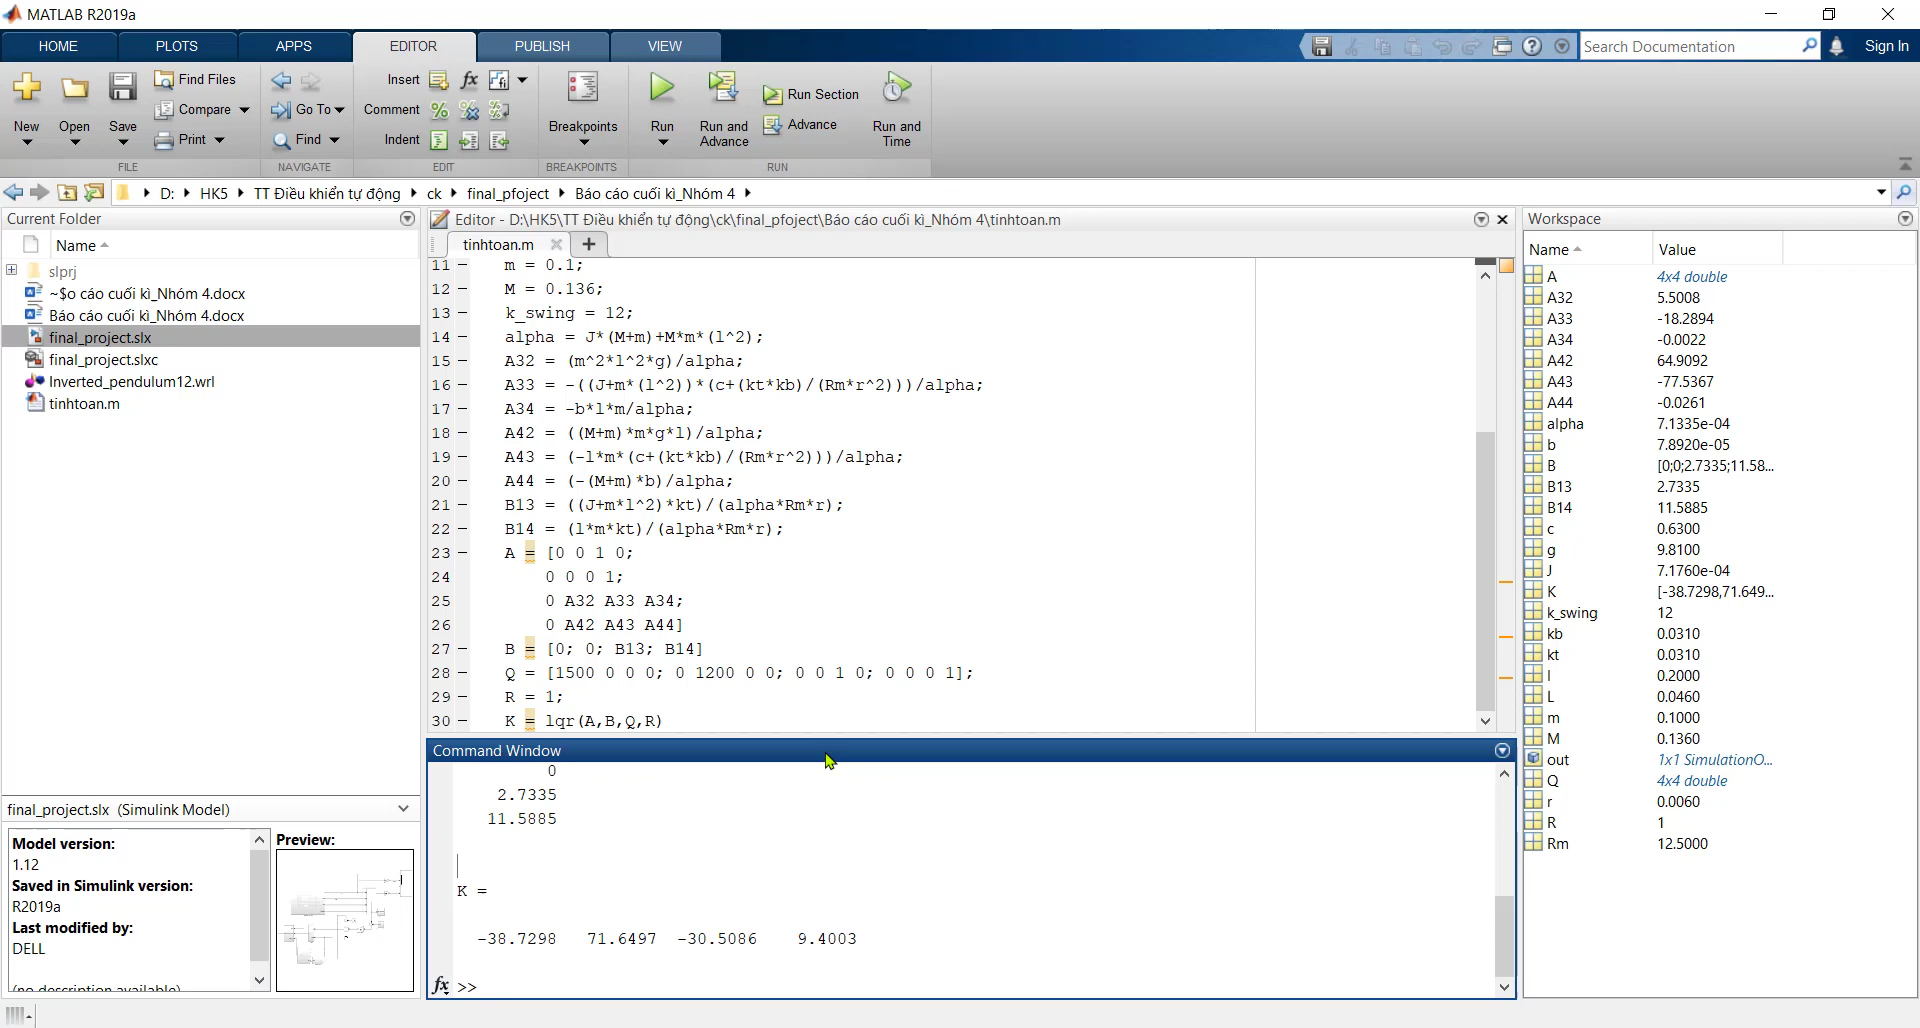 MATLAB R2019a
HOME PLOTS APPS EDITOR PUBLISH VIEW
Search Documentation
Sign In
New
Open
Save
Find Files
Compare
Print
FILE
Go To
Find
NAVIGATE
Insert
Comment
Indent
EDIT
Breakpoints
BREAKPOINTS
Run
Run and Advance
Run Section
Advance
Run and Time
RUN
D: HK5 TT Điều khiển tự động ck final_pfoject Báo cáo cuối kì_Nhóm 4
Current Folder
Name
slprj
~$o cáo cuối kì_Nhóm 4.docx
Báo cáo cuối kì_Nhóm 4.docx
final_project.slx
final_project.slxc
Inverted_pendulum12.wrl
tinhtoan.m
final_project.slx (Simulink Model)
Model version:
1.12
Saved in Simulink version:
R2019a
Last modified by:
DELL
(no description available)
Preview:
Editor - D:\HK5\TT Điều khiển tự động\ck\final_pfoject\Báo cáo cuối kì_Nhóm 4\tinhtoan.m
tinhtoan.m
11 – m = 0.1;
12 – M = 0.136;
13 – k_swing = 12;
14 – alpha = J*(M+m)+M*m*(l^2);
15 – A32 = (m^2*l^2*g)/alpha;
16 – A33 = -((J+m*(l^2))*(c+(kt*kb)/(Rm*r^2)))/alpha;
17 – A34 = -b*l*m/alpha;
18 – A42 = ((M+m)*m*g*l)/alpha;
19 – A43 = (-l*m*(c+(kt*kb)/(Rm*r^2)))/alpha;
20 – A44 = (-(M+m)*b)/alpha;
21 – B13 = ((J+m*l^2)*kt)/(alpha*Rm*r);
22 – B14 = (l*m*kt)/(alpha*Rm*r);
23 – A = [0 0 1 0;
24 0 0 0 1;
25 0 A32 A33 A34;
26 0 A42 A43 A44]
27 – B = [0; 0; B13; B14]
28 – Q = [1500 0 0 0; 0 1200 0 0; 0 0 1 0; 0 0 0 1];
29 – R = 1;
30 – K = lqr(A,B,Q,R)
Command Window
0
2.7335
11.5885
K =
-38.7298 71.6497 -30.5086 9.4003
fx >>
Workspace
Name Value
A 4x4 double
A32 5.5008
A33 -18.2894
A34 -0.0022
A42 64.9092
A43 -77.5367
A44 -0.0261
alpha 7.1335e-04
b 7.8920e-05
B [0;0;2.7335;11.58...
B13 2.7335
B14 11.5885
c 0.6300
g 9.8100
J 7.1760e-04
K [-38.7298,71.649...
k_swing 12
kb 0.0310
kt 0.0310
l 0.2000
L 0.0460
m 0.1000
M 0.1360
out 1x1 SimulationO...
Q 4x4 double
r 0.0060
R 1
Rm 12.5000